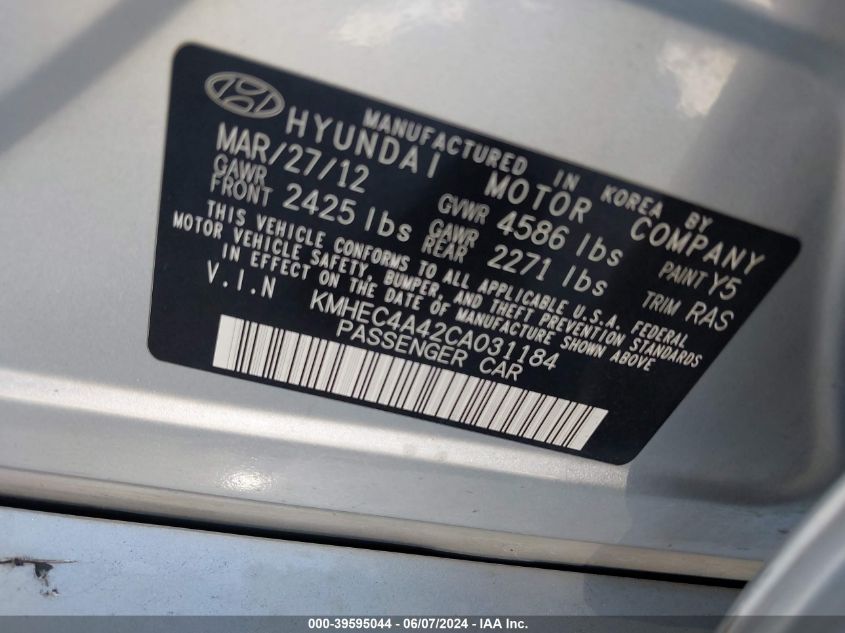 MANUFACTURED IN KOREA BY
HYUNDAI MOTOR COMPANY
MAR/27/12 GVWR 4586 lbs PAINT Y5
GAWR FRONT 2425 lbs GAWR REAR 2271 lbs TRIM RAS
THIS VEHICLE CONFORMS TO ALL APPLICABLE U.S.A. FEDERAL
MOTOR VEHICLE SAFETY, BUMPER, AND THEFT PREVENTION STANDARDS
IN EFFECT ON THE DATE OF MANUFACTURE SHOWN ABOVE
V.I.N KMHEC4A42CA031184
PASSENGER CAR
000-39595044 - 06/07/2024 - IAA Inc.